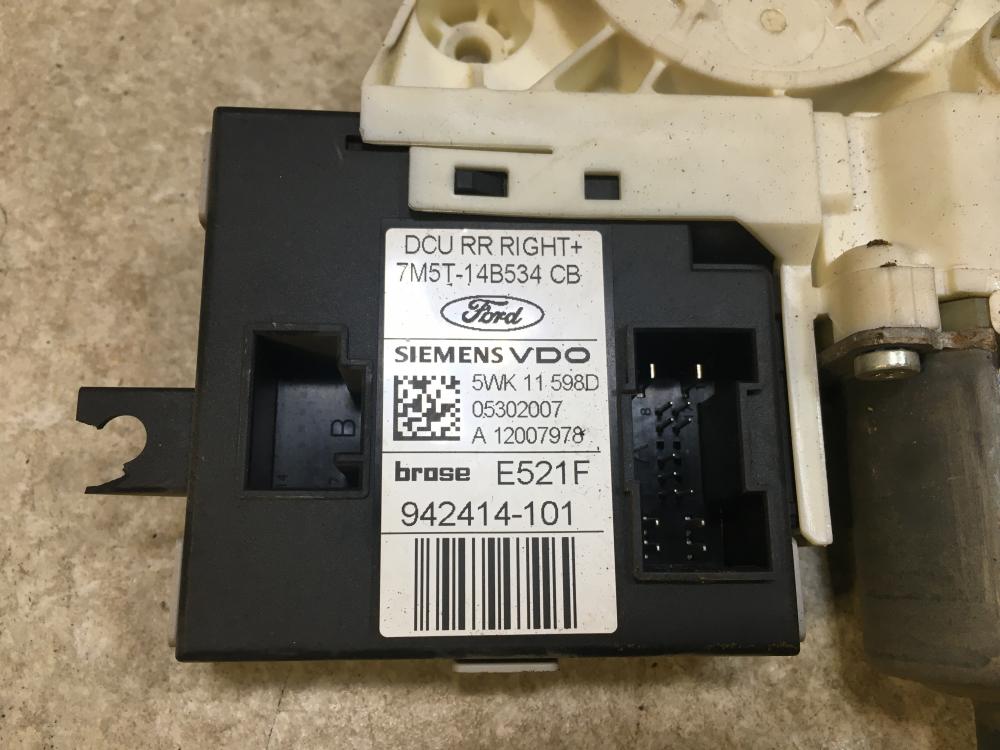 DCU RR RIGHT+
7M5T-14B534 CB
Ford
SIEMENS VDO
5WK 11 598D
05302007
A 12007978
brose E521F
942414-101
B